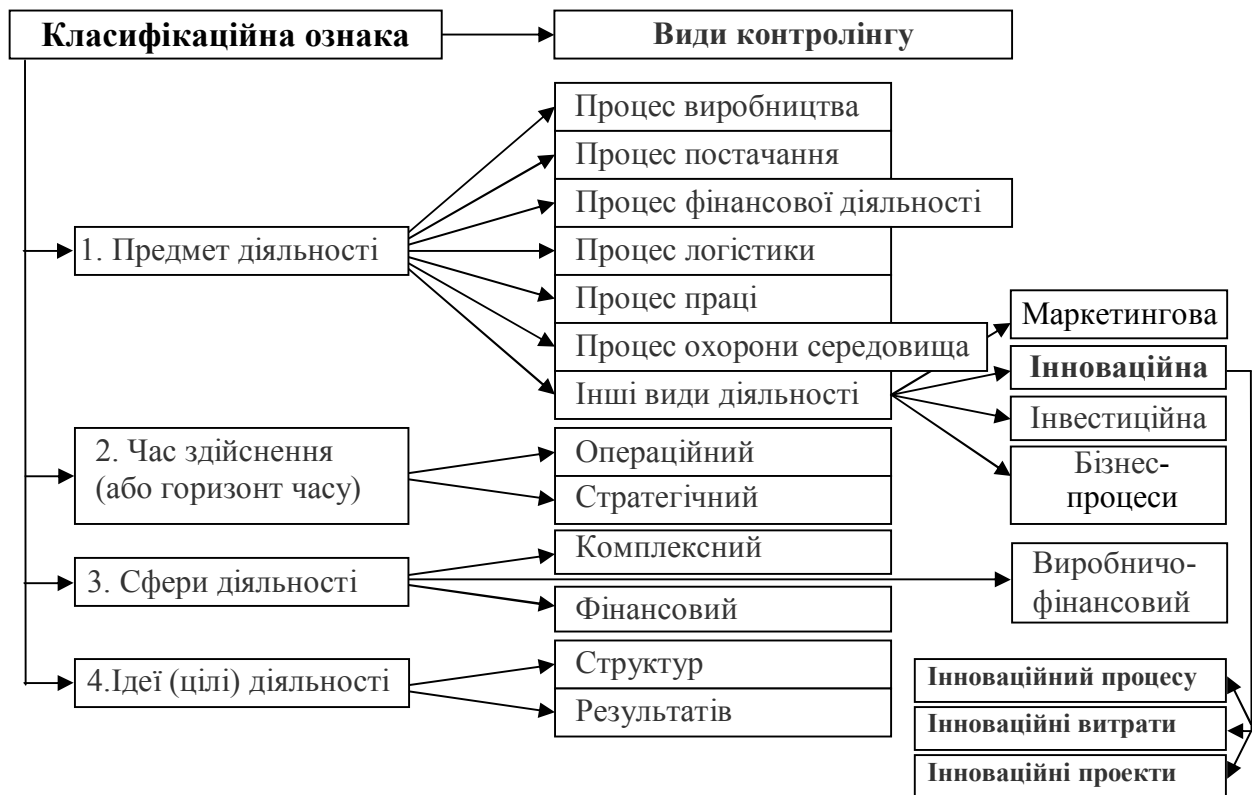 Класифікаційна ознака
Види контролінгу
Процес виробництва
Процес постачання
Процес фінансової діяльності
1. Предмет діяльності
Процес логістики
Процес праці
Процес охорони середовища
Інші види діяльності
Маркетингова
Інноваційна
Інвестиційна
Бізнес-
процеси
2. Час здійснення
(або горизонт часу)
Операційний
Стратегічний
3. Сфери діяльності
Комплексний
Фінансовий
Виробничо-
фінансовий
4.Ідеї (цілі) діяльності
Структур
Результатів
Інноваційний процесу
Інноваційні витрати
Інноваційні проекти